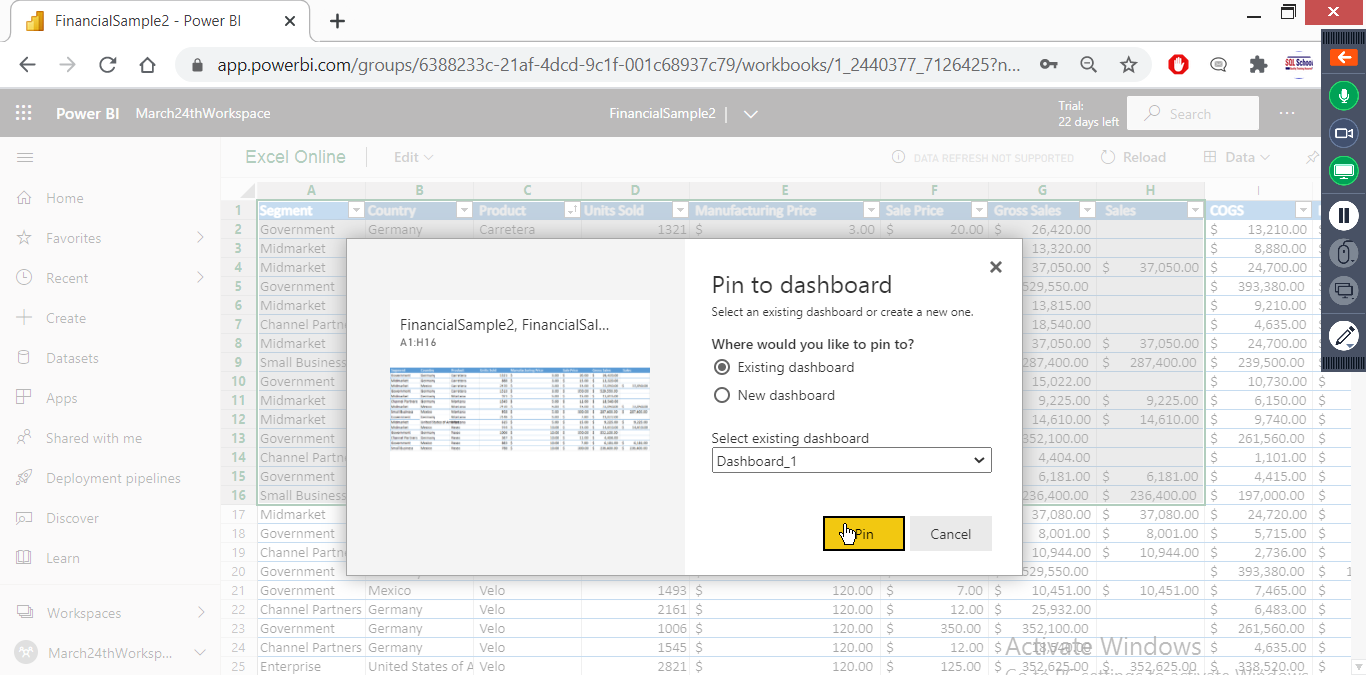 FinancialSample2 - Power BI
app.powerbi.com/groups/6388233c-21af-4dcd-9c1f-001c68937c79/workbooks/1_2440377_7126425?n...
SQL School
Power BI March24thWorkspace FinancialSample2 Trial: 22 days left Search
Excel Online Edit DATA REFRESH NOT SUPPORTED Reload Data
Home
Favorites
Recent
Create
Datasets
Apps
Shared with me
Deployment pipelines
Discover
Learn
Workspaces
March24thWorksp...
A B C D E F G H I
1 Segment Country Product Units Sold Manufacturing Price Sale Price Gross Sales Sales COGS
2 Government Germany Carretera 1321 $ 3.00 $ 20.00 $ 26,420.00 $ 13,210.00 $
3 Midmarket 13,320.00 $ 8,880.00 $
4 Midmarket 37,050.00 $ 37,050.00 $ 24,700.00 $
5 Government 529,550.00 $ 393,380.00 $
6 Midmarket 13,815.00 $ 9,210.00 $
7 Channel Partn 18,540.00 $ 4,635.00 $
8 Midmarket 37,050.00 $ 37,050.00 $ 24,700.00 $
9 Small Business 287,400.00 $ 287,400.00 $ 239,500.00 $
10 Government 15,022.00 $ 10,730.00 $
11 Midmarket 9,225.00 $ 9,225.00 $ 6,150.00 $
12 Midmarket 14,610.00 $ 14,610.00 $ 9,740.00 $
13 Government 352,100.00 $ 261,560.00 $
14 Channel Partn 4,404.00 $ 1,101.00 $
15 Government 6,181.00 $ 6,181.00 $ 4,415.00 $
16 Small Business 236,400.00 $ 236,400.00 $ 197,000.00 $
17 Midmarket 37,080.00 $ 37,080.00 $ 24,720.00 $
18 Government 8,001.00 $ 8,001.00 $ 5,715.00 $
19 Channel Partn 10,944.00 $ 10,944.00 $ 2,736.00 $
20 Government 529,550.00 $ 393,380.00 $ 1
21 Government Mexico Velo 1493 $ 120.00 $ 7.00 $ 10,451.00 $ 10,451.00 $ 7,465.00 $
22 Channel Partners Germany Velo 2161 $ 120.00 $ 12.00 $ 25,932.00 $ 6,483.00 $
23 Government Germany Velo 1006 $ 120.00 $ 350.00 $ 352,100.00 $ 261,560.00 $
24 Channel Partners Germany Velo 1545 $ 120.00 $ 12.00 $ 18,540.00 $ 4,635.00 $
25 Enterprise United States of A Velo 2821 $ 120.00 $ 125.00 $ 352,625.00 $ 352,625.00 $ 338,520.00 $
FinancialSample2, FinancialSal...
A1:H16
Pin to dashboard
Select an existing dashboard or create a new one.
Where would you like to pin to?
Existing dashboard
New dashboard
Select existing dashboard
Dashboard_1
Pin Cancel
Activate Windows
Go to PC settings to activate Windows.